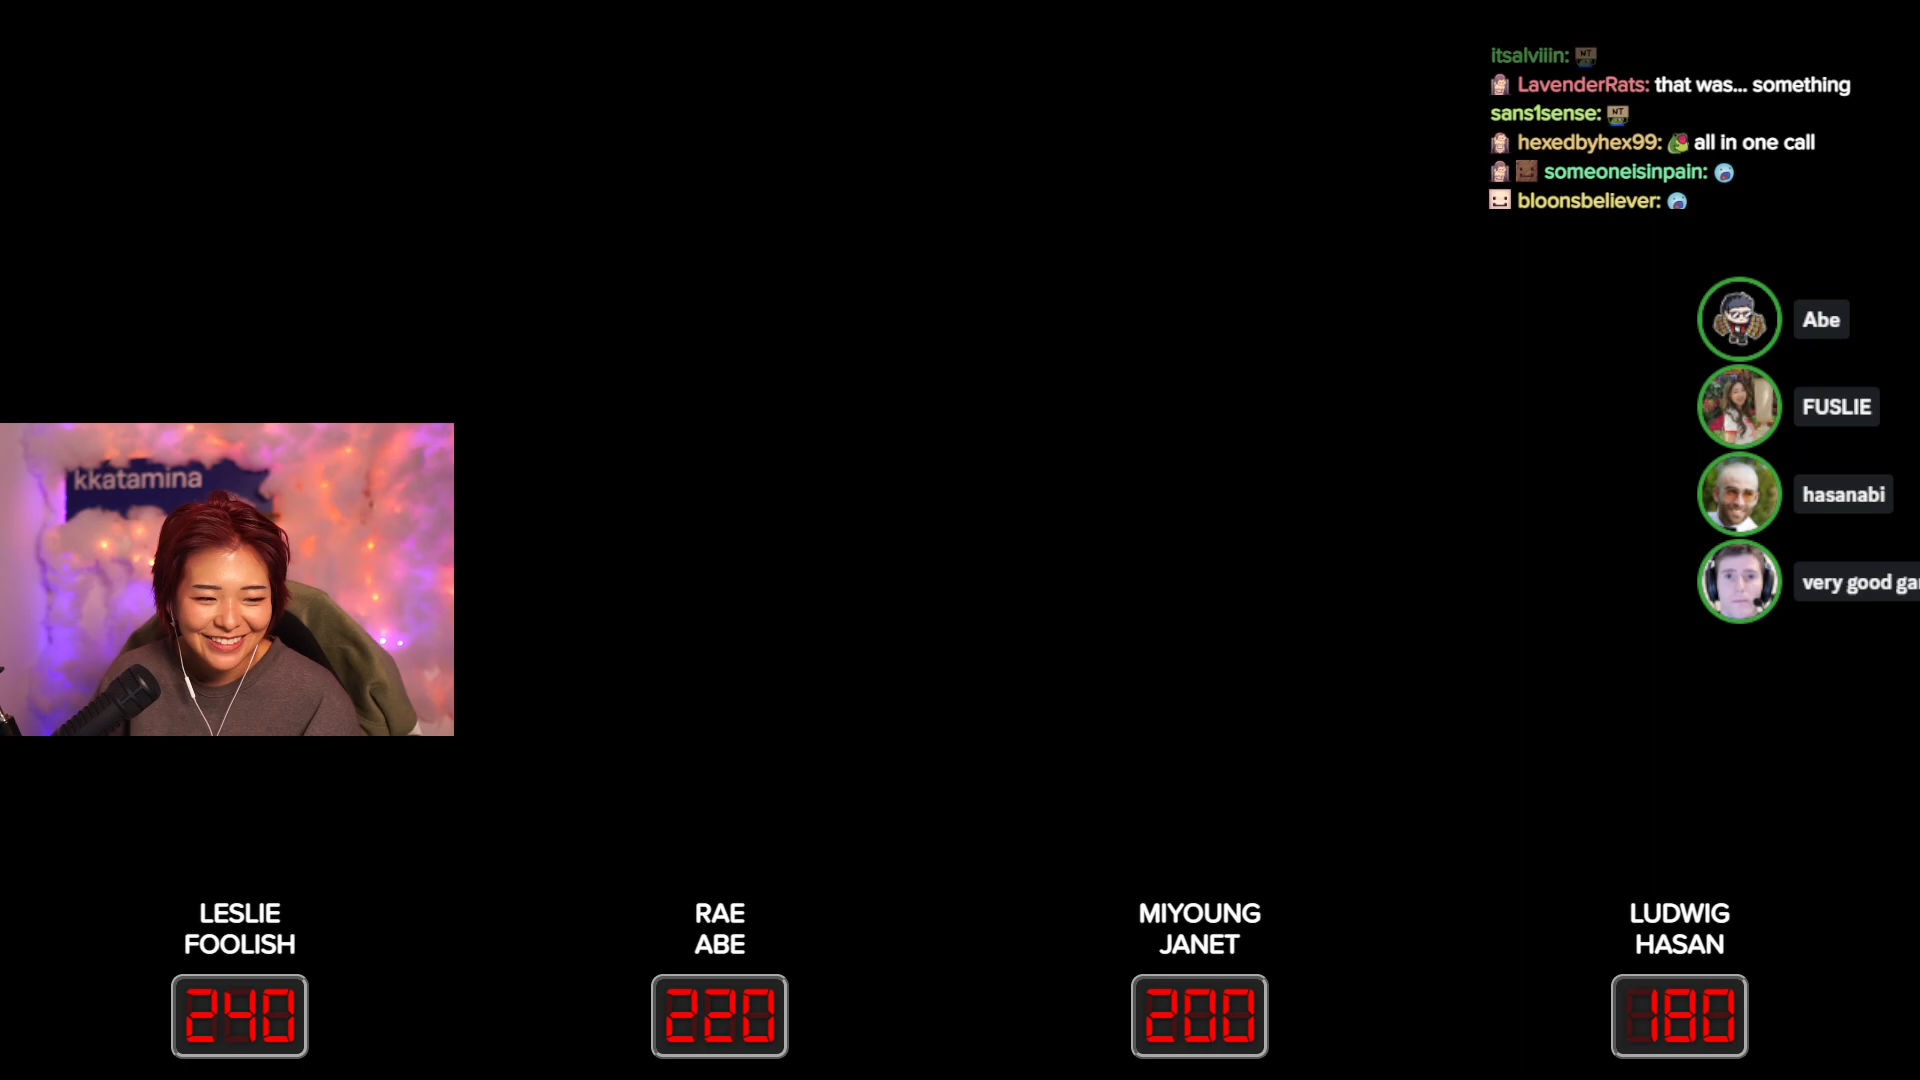 itsalviiin:
LavenderRats: that was... something
sans1sense:
hexedbyhex99: all in one call
someoneisinpain:
bloonsbeliever:
Abe
FUSLIE
hasanabi
very good
kkatamina
LESLIE
FOOLISH
240
RAE
ABE
220
MIYOUNG
JANET
200
LUDWIG
HASAN
180